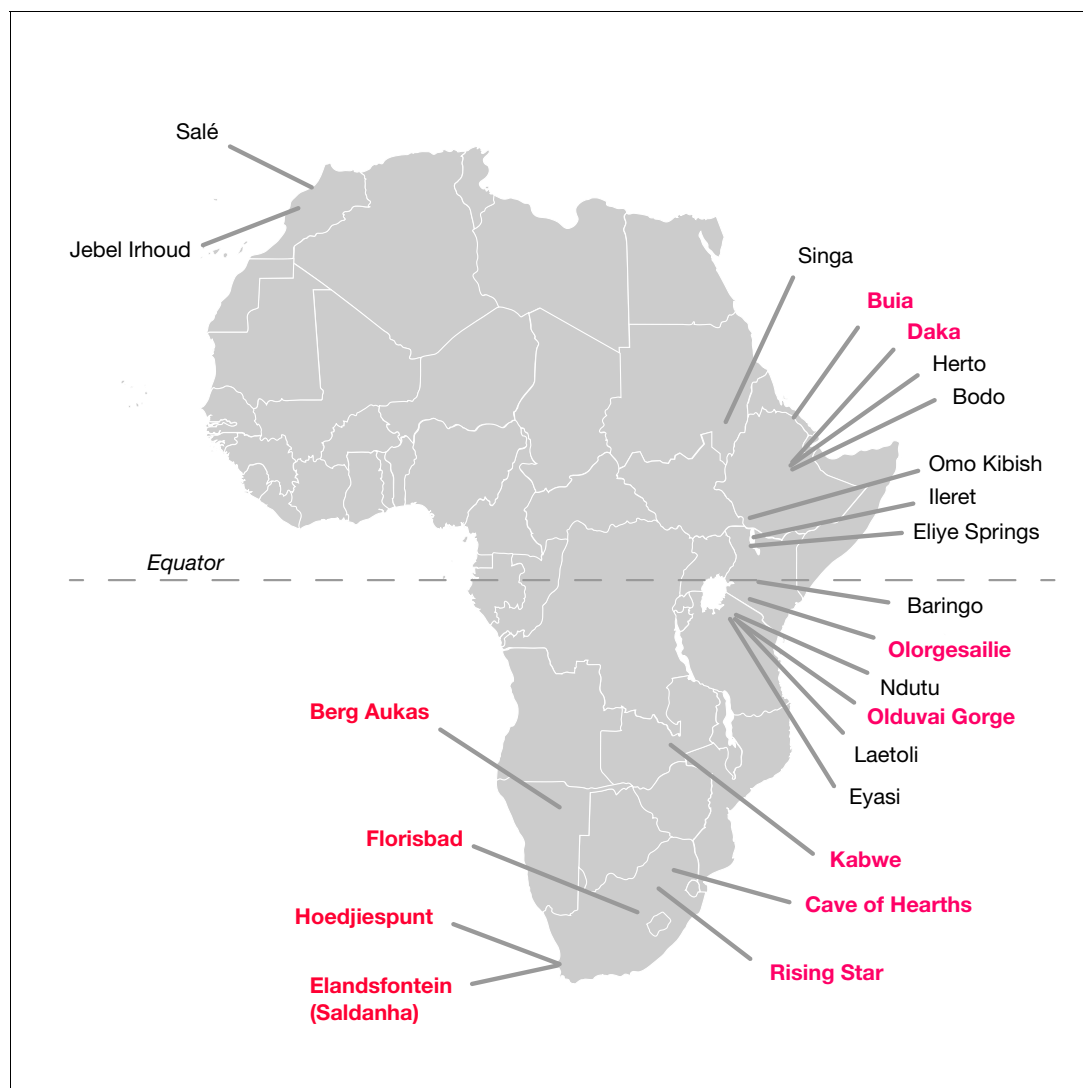 Salé
Jebel Irhoud
Singa
Buia
Daka
Herto
Bodo
Omo Kibish
Ileret
Eliye Springs
Equator
Baringo
Olorgesailie
Ndutu
Olduvai Gorge
Laetoli
Eyasi
Berg Aukas
Florisbad
Kabwe
Cave of Hearths
Hoedjiespunt
Rising Star
Elandsfontein
(Saldanha)